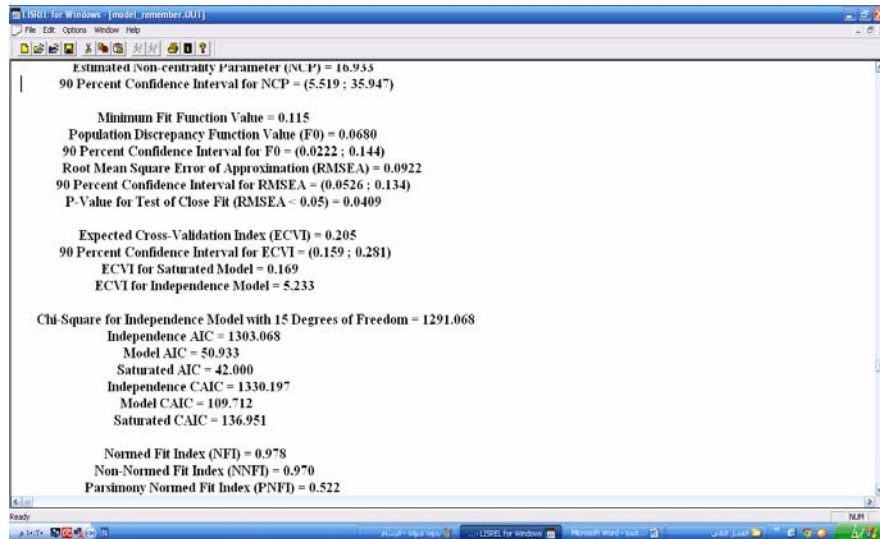 LISREL for Windows - [model_remember.OUT]
File Edit Options Window Help
Estimated Non-centrality Parameter (NCP) = 16.933
90 Percent Confidence Interval for NCP = (5.519 ; 35.947)
Minimum Fit Function Value = 0.115
Population Discrepancy Function Value (F0) = 0.0680
90 Percent Confidence Interval for F0 = (0.0222 ; 0.144)
Root Mean Square Error of Approximation (RMSEA) = 0.0922
90 Percent Confidence Interval for RMSEA = (0.0526 ; 0.134)
P-Value for Test of Close Fit (RMSEA < 0.05) = 0.0409
Expected Cross-Validation Index (ECVI) = 0.205
90 Percent Confidence Interval for ECVI = (0.159 ; 0.281)
ECVI for Saturated Model = 0.169
ECVI for Independence Model = 5.233
Chi-Square for Independence Model with 15 Degrees of Freedom = 1291.068
Independence AIC = 1303.068
Model AIC = 50.933
Saturated AIC = 42.000
Independence CAIC = 1330.197
Model CAIC = 109.712
Saturated CAIC = 136.951
Normed Fit Index (NFI) = 0.978
Non-Normed Fit Index (NNFI) = 0.970
Parsimony Normed Fit Index (PNFI) = 0.522
Ready NUM
LISREL for Windows Microsoft Word